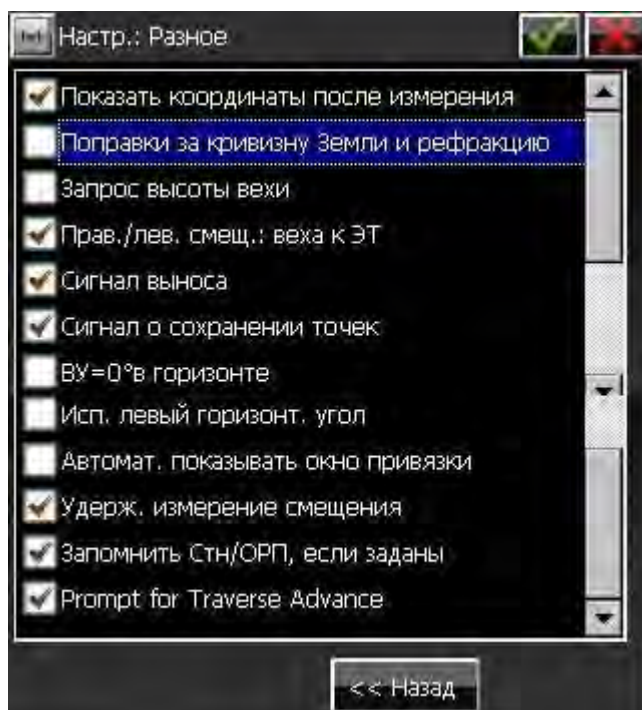 Настр.: Разное
Показать координаты после измерения
Поправки за кривизну Земли и рефракцию
Запрос высоты вехи
Прав./лев. смещ.: веха к ЭТ
Сигнал выноса
Сигнал о сохранении точек
ВУ=0°в горизонте
Исп. левый горизонт. угол
Автомат. показывать окно привязки
Удерж. измерение смещения
Запомнить Стн/ОРП, если заданы
Prompt for Traverse Advance
<< Назад